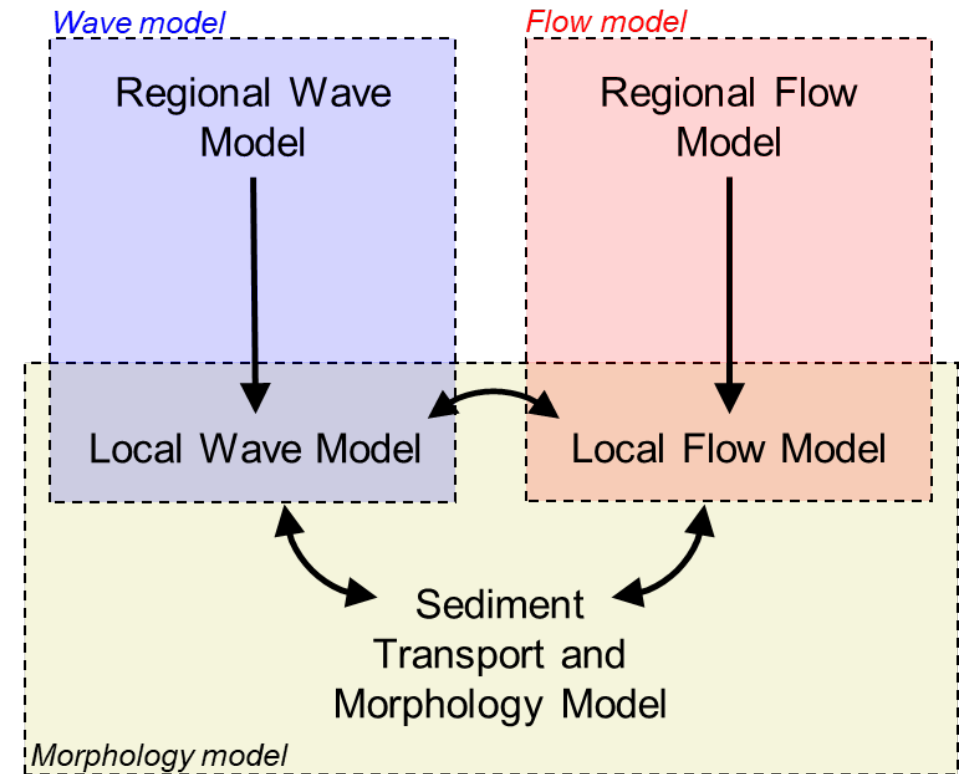 Wave model
Flow model
Regional Wave
Model
Regional Flow
Model
Local Wave Model
Local Flow Model
Sediment
Transport and
Morphology Model
Morphology model